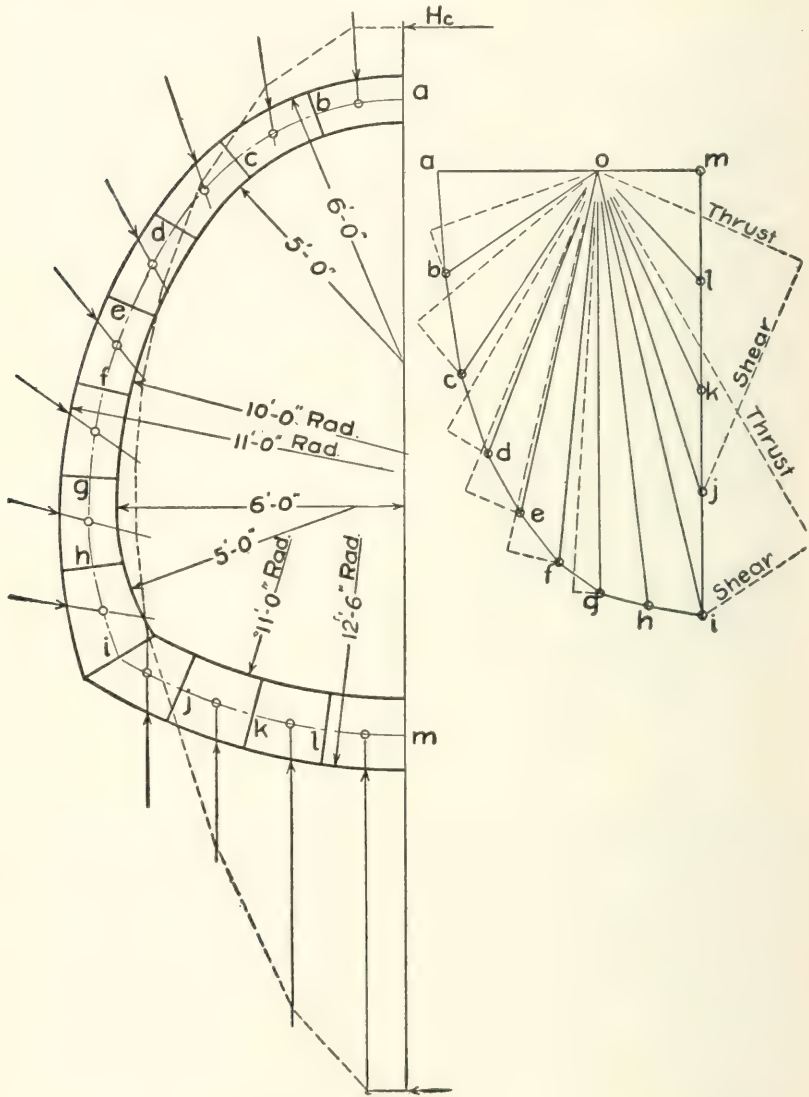 Hc
a
b
c
d
e
f
g
h
i
j
k
l
m
6'-0"
5'-0"
10'-0" Rad.
11'-0" Rad.
6'-0"
5'-0"
11'-0" Rad.
12'-6" Rad.
a
o
m
Thrust
b
l
Shear
c
k
Thrust
d
j
e
f
g
h
i
Shear